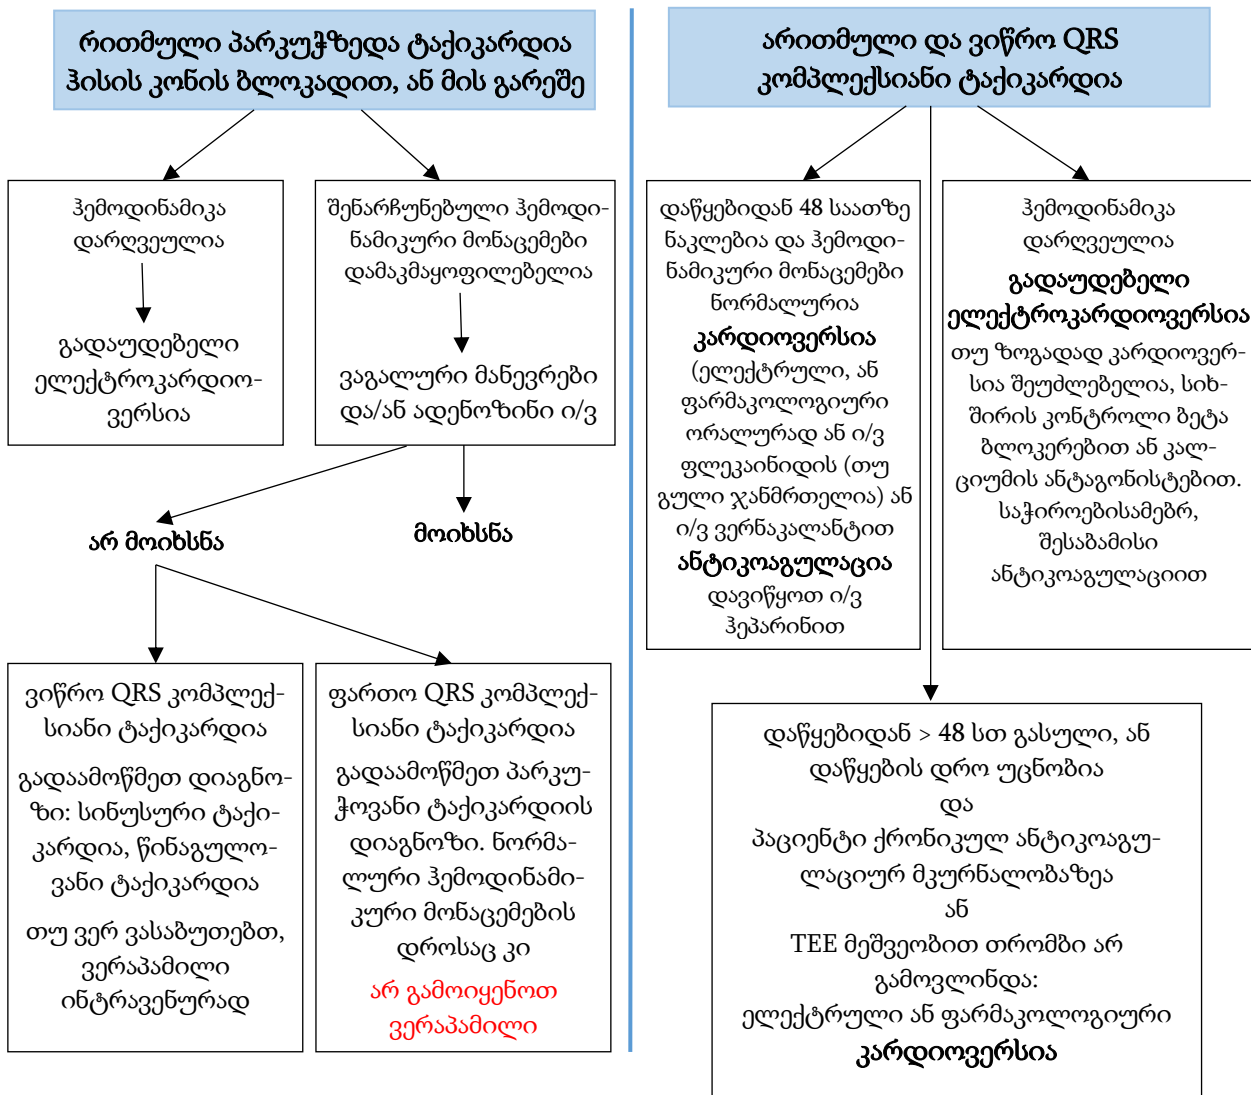 რითმული პარკუჭზედა ტაქიკარდია
ჰისის კონის ბლოკადით, ან მის გარეშე
ჰემოდინამიკა
დარღვეულია
გადაუდებელი
ელექტროკარდიო-
ვერსია
შენარჩუნებული ჰემოდი-
ნამიკური მონაცემები
დამაკმაყოფილებელია
ვაგალური მანევრები
და/ან ადენოზინი ი/ვ
არ მოიხსნა
მოიხსნა
ვიწრო QRS კომპლექ-
სიანი ტაქიკარდია
გადაამოწმეთ დიაგნო-
ზი: სინუსური ტაქი-
კარდია, წინაგულო-
ვანი ტაქიკარდია
თუ ვერ ვასაბუთებთ,
ვერაპამილი
ინტრავენურად
ფართო QRS კომპლექ-
სიანი ტაქიკარდია
გადაამოწმეთ პარკუ-
ჭოვანი ტაქიკარდიის
დიაგნოზი. ნორმა-
ლური ჰემოდინამი-
კური მონაცემების
დროსაც კი
არ გამოიყენოთ
ვერაპამილი
არითმული და ვიწრო QRS
კომპლექსიანი ტაქიკარდია
დაწყებიდან 48 საათზე
ნაკლებია და ჰემოდი-
ნამიკური მონაცემები
ნორმალურია
კარდიოვერსია
(ელექტრული, ან
ფარმაკოლოგიური
ორალურად ან ი/ვ
ფლეკაინიდის (თუ
გული ჯანმრთელია) ან
ი/ვ ვერნაკალანტით
ანტიკოაგულაცია
დავიწყოთ ი/ვ
ჰეპარინით
ჰემოდინამიკა
დარღვეულია
გადაუდებელი
ელექტროკარდიოვერსია
თუ ზოგადად კარდიოვერ-
სია შეუძლებელია, სიხ-
შირის კონტროლი ბეტა
ბლოკერებით ან კალ-
ციუმის ანტაგონისტებით.
საჭიროებისამებრ,
შესაბამისი
ანტიკოაგულაციით
დაწყებიდან > 48 სთ გასული, ან
დაწყების დრო უცნობია
და
პაციენტი ქრონიკულ ანტიკოაგუ-
ლაციურ მკურნალობაზეა
ან
TEE მეშვეობით თრომბი არ
გამოვლინდა:
ელექტრული ან ფარმაკოლოგიური
კარდიოვერსია